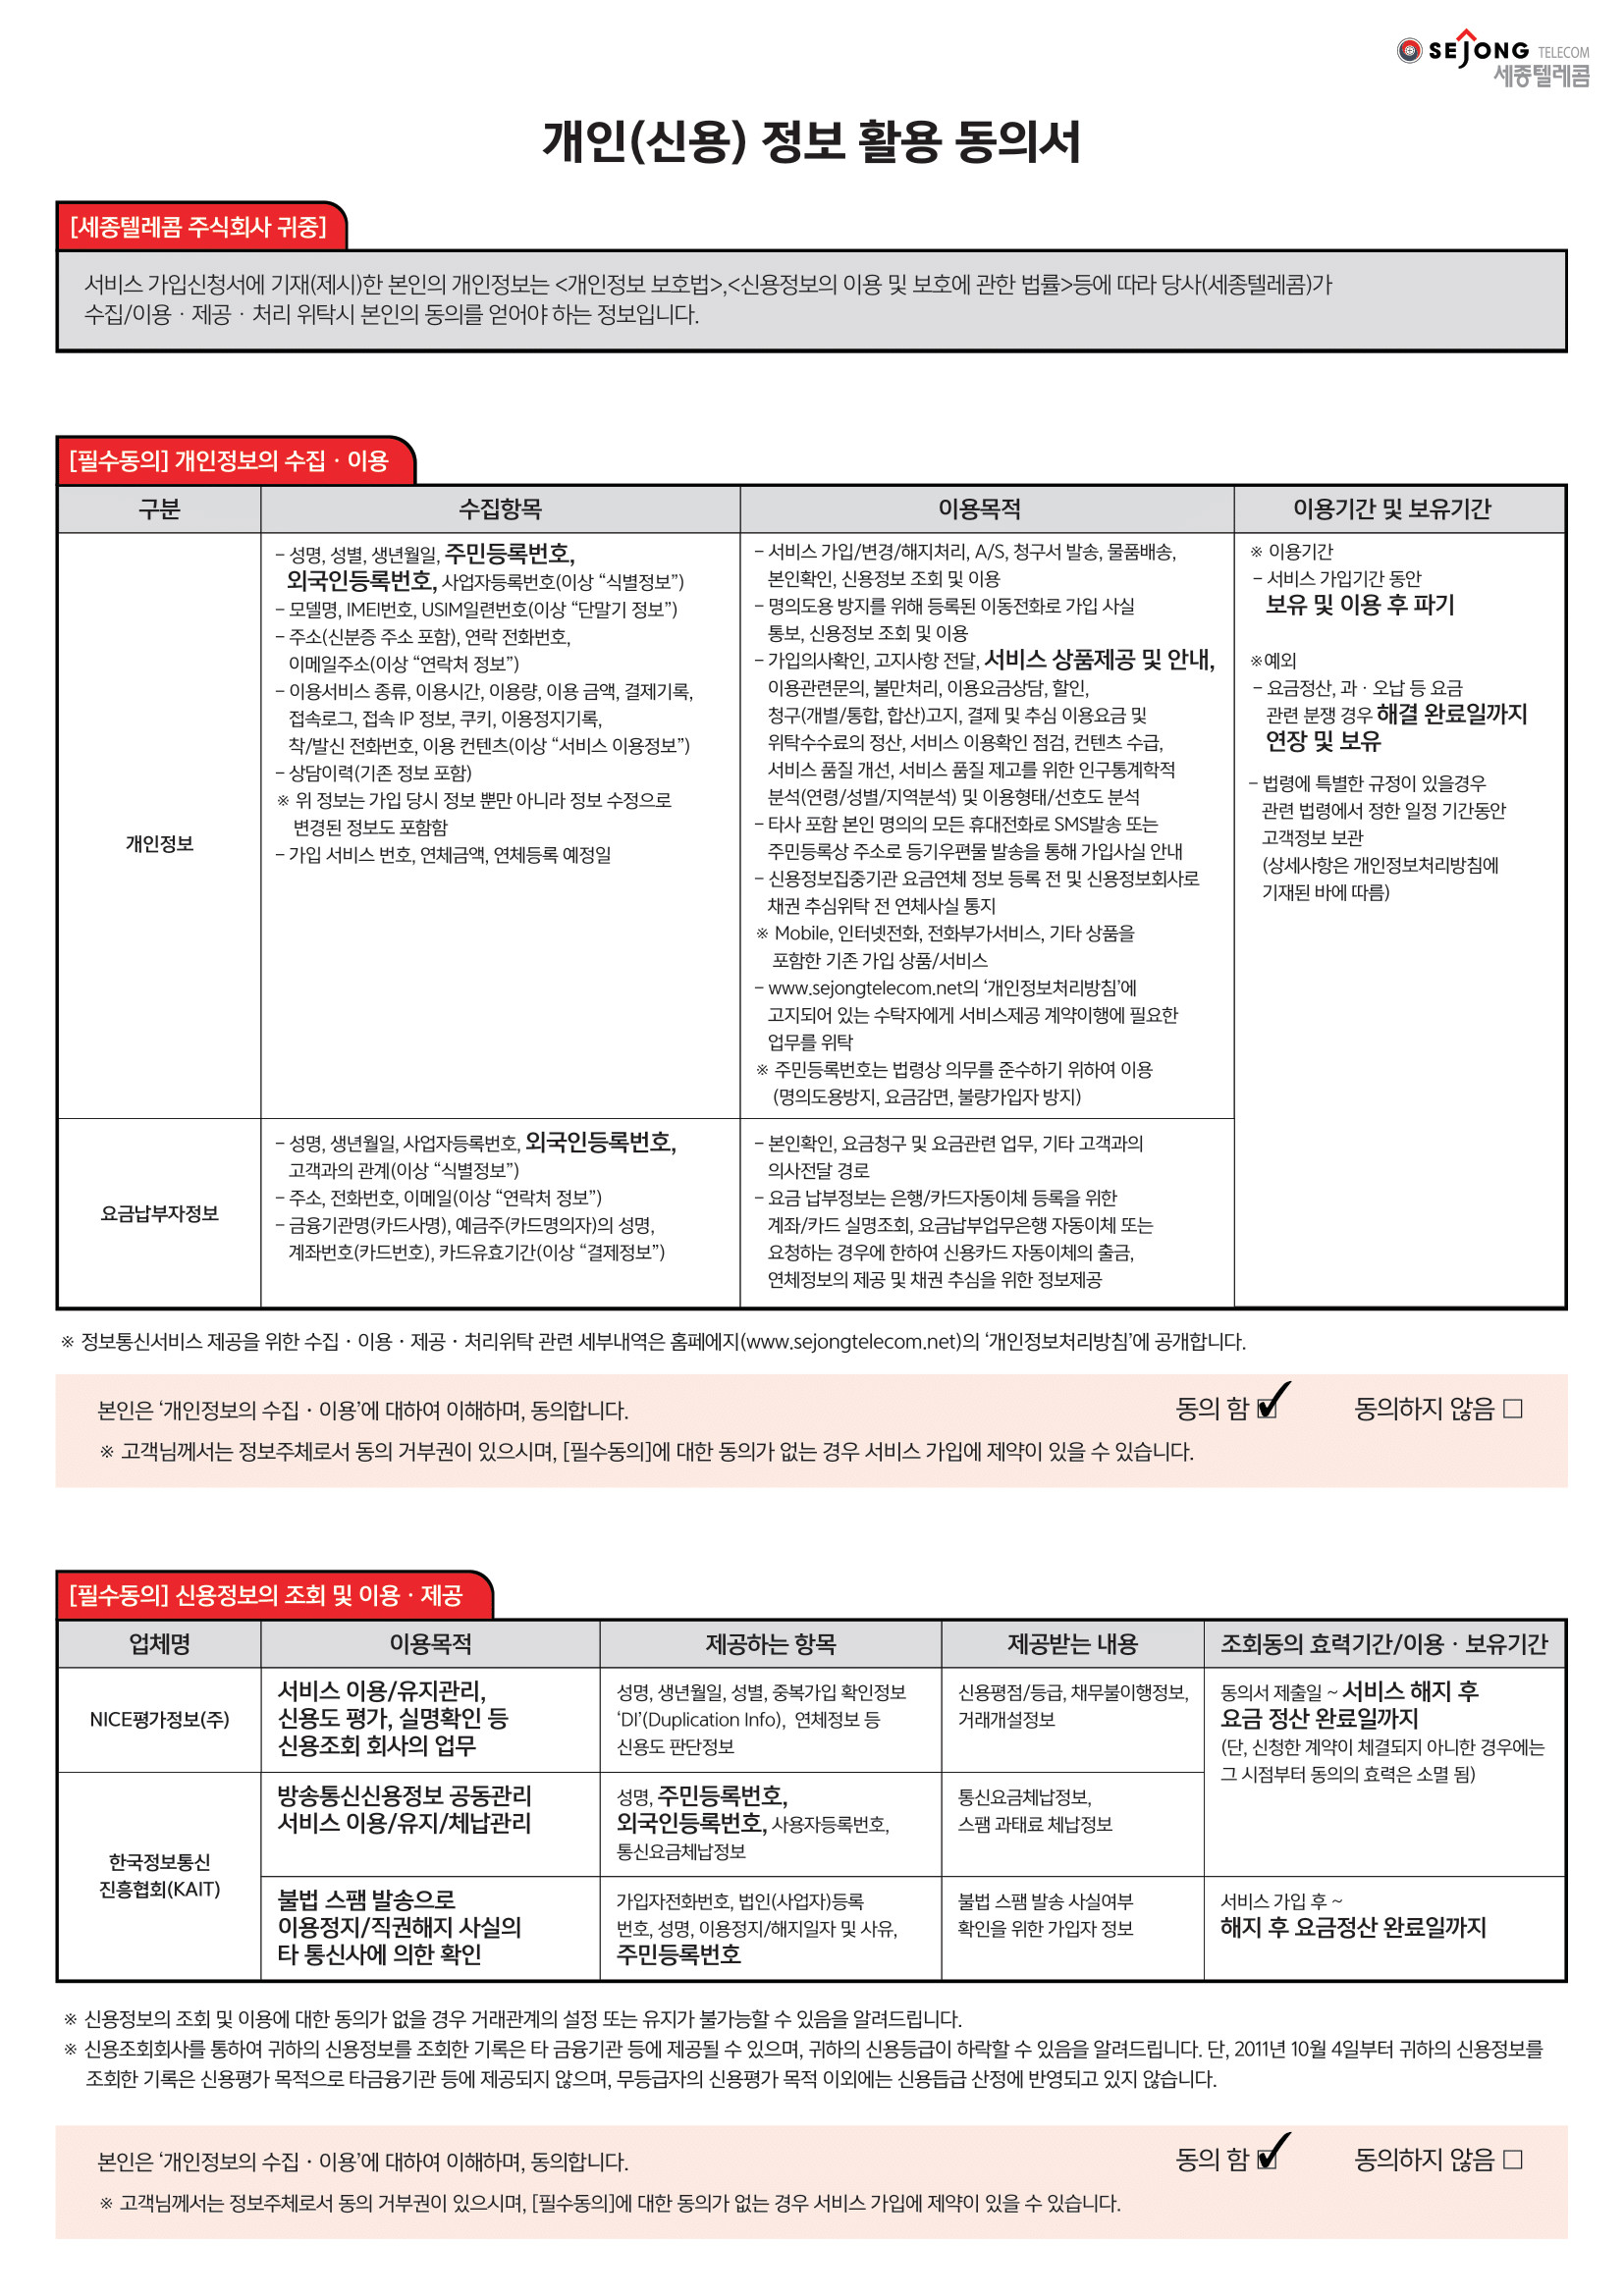 SEJONG TELECOM
세종텔레콤
개인(신용) 정보 활용 동의서
[세종텔레콤 주식회사 귀중]
서비스 가입신청서에 기재(제시)한 본인의 개인정보는 <개인정보 보호법>,<신용정보의 이용 및 보호에 관한 법률>등에 따라 당사(세종텔레콤)가
수집/이용 · 제공 · 처리 위탁시 본인의 동의를 얻어야 하는 정보입니다.
[필수동의] 개인정보의 수집 · 이용
구분
수집항목
이용목적
이용기간 및 보유기간
개인정보
– 성명, 성별, 생년월일, 주민등록번호,
외국인등록번호, 사업자등록번호(이상 “식별정보”)
– 모델명, IMEI번호, USIM일련번호(이상 “단말기 정보”)
– 주소(신분증 주소 포함), 연락 전화번호,
이메일주소(이상 “연락처 정보”)
– 이용서비스 종류, 이용시간, 이용량, 이용 금액, 결제기록,
접속로그, 접속 IP 정보, 쿠키, 이용정지기록,
착/발신 전화번호, 이용 컨텐츠(이상 “서비스 이용정보”)
– 상담이력(기존 정보 포함)
※ 위 정보는 가입 당시 정보 뿐만 아니라 정보 수정으로
변경된 정보도 포함함
– 가입 서비스 번호, 연체금액, 연체등록 예정일
– 서비스 가입/변경/해지처리, A/S, 청구서 발송, 물품배송,
본인확인, 신용정보 조회 및 이용
– 명의도용 방지를 위해 등록된 이동전화로 가입 사실
통보, 신용정보 조회 및 이용
– 가입의사확인, 고지사항 전달, 서비스 상품제공 및 안내,
이용관련문의, 불만처리, 이용요금상담, 할인,
청구(개별/통합, 합산)고지, 결제 및 추심 이용요금 및
위탁수수료의 정산, 서비스 이용확인 점검, 컨텐츠 수급,
서비스 품질 개선, 서비스 품질 제고를 위한 인구통계학적
분석(연령/성별/지역분석) 및 이용형태/선호도 분석
– 타사 포함 본인 명의의 모든 휴대전화로 SMS발송 또는
주민등록상 주소로 등기우편물 발송을 통해 가입사실 안내
– 신용정보집중기관 요금연체 정보 등록 전 및 신용정보회사로
채권 추심위탁 전 연체사실 통지
※ Mobile, 인터넷전화, 전화부가서비스, 기타 상품을
포함한 기존 가입 상품/서비스
– www.sejongtelecom.net의 ‘개인정보처리방침’에
고지되어 있는 수탁자에게 서비스제공 계약이행에 필요한
업무를 위탁
※ 주민등록번호는 법령상 의무를 준수하기 위하여 이용
(명의도용방지, 요금감면, 불량가입자 방지)
※ 이용기간
– 서비스 가입기간 동안
보유 및 이용 후 파기
※예외
– 요금정산, 과 · 오납 등 요금
관련 분쟁 경우 해결 완료일까지
연장 및 보유
– 법령에 특별한 규정이 있을경우
관련 법령에서 정한 일정 기간동안
고객정보 보관
(상세사항은 개인정보처리방침에
기재된 바에 따름)
요금납부자정보
– 성명, 생년월일, 사업자등록번호, 외국인등록번호,
고객과의 관계(이상 “식별정보”)
– 주소, 전화번호, 이메일(이상 “연락처 정보”)
– 금융기관명(카드사명), 예금주(카드명의자)의 성명,
계좌번호(카드번호), 카드유효기간(이상 “결제정보”)
– 본인확인, 요금청구 및 요금관련 업무, 기타 고객과의
의사전달 경로
– 요금 납부정보는 은행/카드자동이체 등록을 위한
계좌/카드 실명조회, 요금납부업무은행 자동이체 또는
요청하는 경우에 한하여 신용카드 자동이체의 출금,
연체정보의 제공 및 채권 추심을 위한 정보제공
※ 정보통신서비스 제공을 위한 수집 · 이용 · 제공 · 처리위탁 관련 세부내역은 홈페에지(www.sejongtelecom.net)의 ‘개인정보처리방침’에 공개합니다.
본인은 ‘개인정보의 수집 · 이용’에 대하여 이해하며, 동의합니다. 동의 함 ☑ 동의하지 않음 □
※ 고객님께서는 정보주체로서 동의 거부권이 있으시며, [필수동의]에 대한 동의가 없는 경우 서비스 가입에 제약이 있을 수 있습니다.
[필수동의] 신용정보의 조회 및 이용 · 제공
업체명
이용목적
제공하는 항목
제공받는 내용
조회동의 효력기간/이용 · 보유기간
NICE평가정보(주)
서비스 이용/유지관리,
신용도 평가, 실명확인 등
신용조회 회사의 업무
성명, 생년월일, 성별, 중복가입 확인정보
‘DI’(Duplication Info), 연체정보 등
신용도 판단정보
신용평점/등급, 채무불이행정보,
거래개설정보
동의서 제출일 ~ 서비스 해지 후
요금 정산 완료일까지
(단, 신청한 계약이 체결되지 아니한 경우에는
그 시점부터 동의의 효력은 소멸 됨)
한국정보통신
진흥협회(KAIT)
방송통신신용정보 공동관리
서비스 이용/유지/체납관리
성명, 주민등록번호,
외국인등록번호, 사용자등록번호,
통신요금체납정보
통신요금체납정보,
스팸 과태료 체납정보
불법 스팸 발송으로
이용정지/직권해지 사실의
타 통신사에 의한 확인
가입자전화번호, 법인(사업자)등록
번호, 성명, 이용정지/해지일자 및 사유,
주민등록번호
불법 스팸 발송 사실여부
확인을 위한 가입자 정보
서비스 가입 후 ~
해지 후 요금정산 완료일까지
※ 신용정보의 조회 및 이용에 대한 동의가 없을 경우 거래관계의 설정 또는 유지가 불가능할 수 있음을 알려드립니다.
※ 신용조회회사를 통하여 귀하의 신용정보를 조회한 기록은 타 금융기관 등에 제공될 수 있으며, 귀하의 신용등급이 하락할 수 있음을 알려드립니다. 단, 2011년 10월 4일부터 귀하의 신용정보를
조회한 기록은 신용평가 목적으로 타금융기관 등에 제공되지 않으며, 무등급자의 신용평가 목적 이외에는 신용듭급 산정에 반영되고 있지 않습니다.
본인은 ‘개인정보의 수집 · 이용’에 대하여 이해하며, 동의합니다. 동의 함 ☑ 동의하지 않음 □
※ 고객님께서는 정보주체로서 동의 거부권이 있으시며, [필수동의]에 대한 동의가 없는 경우 서비스 가입에 제약이 있을 수 있습니다.